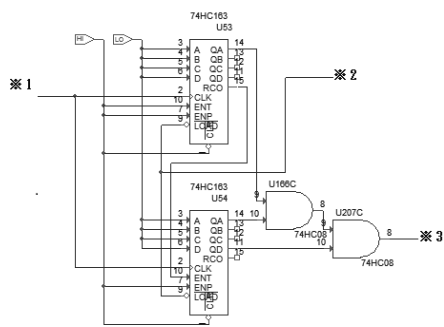 74HC163
U53
HI
LO
3 A QA 14
4 B QB 13
5 C QC 12
6 D QD 11
RCO 15
※1
2 CLK
10 ENT
7 ENP
9 LOAD
※2
74HC163
U54
3 A QA 14
4 B QB 13
5 C QC 12
6 D QD 11
RCO 15
2 CLK
10 ENT
7 ENP
9 LOAD
U166C
9
10
8
74HC08
U207C
9
10
8
74HC08
※3